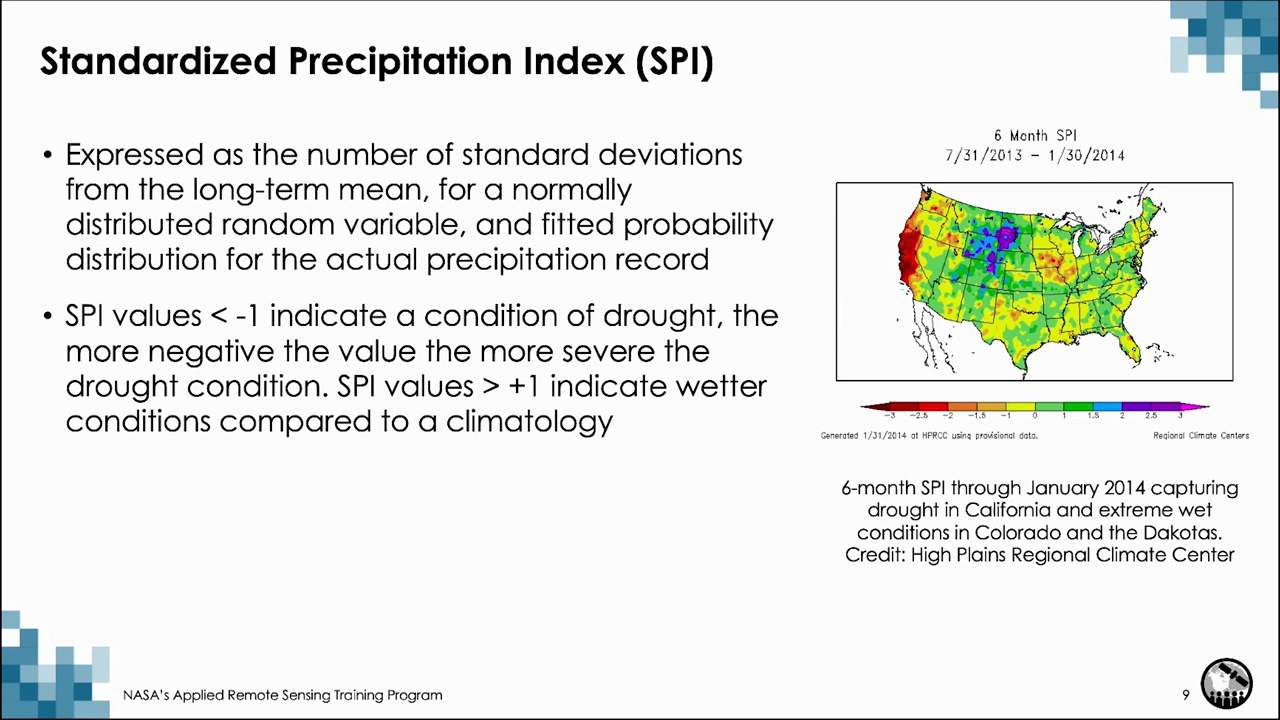 Standardized Precipitation Index (SPI)
• Expressed as the number of standard deviations
from the long-term mean, for a normally
distributed random variable, and fitted probability
distribution for the actual precipitation record
• SPI values < -1 indicate a condition of drought, the
more negative the value the more severe the
drought condition. SPI values > +1 indicate wetter
conditions compared to a climatology
6 Month SPI
7/31/2013 – 1/30/2014
−3 −2.5 −2 −1.5 −1 0 1 1.5 2 2.5 3
Generated 1/31/2014 at HPRCC using provisional data. Regional Climate Centers
6-month SPI through January 2014 capturing
drought in California and extreme wet
conditions in Colorado and the Dakotas.
Credit: High Plains Regional Climate Center
NASA's Applied Remote Sensing Training Program 9